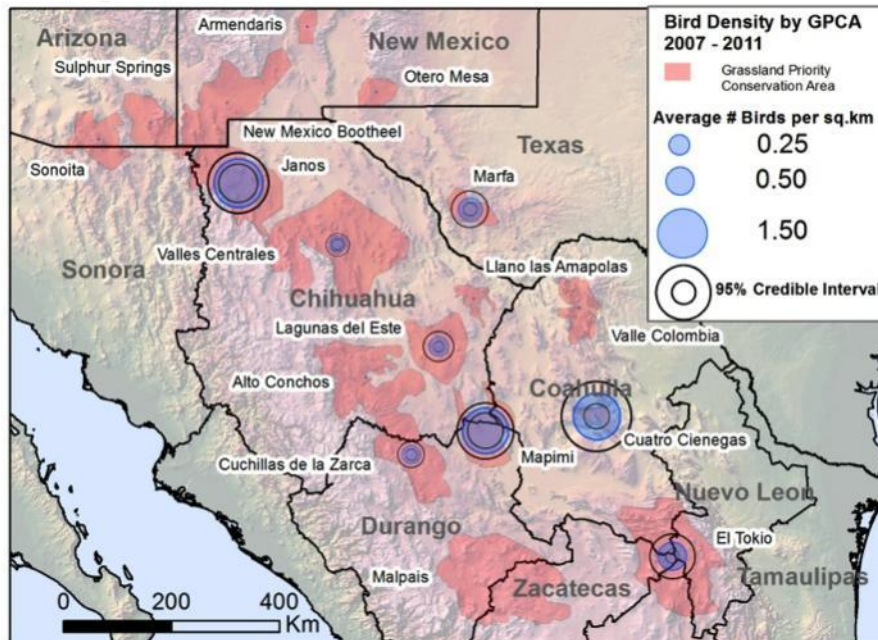 Bird Density by GPCA
2007 - 2011
Grassland Priority
Conservation Area
Average # Birds per sq.km
0.25
0.50
1.50
95% Credible Interval
Arizona
Armendaris
New Mexico
Sulphur Springs
Otero Mesa
New Mexico Bootheel
Texas
Sonoita
Janos
Marfa
Valles Centrales
Sonora
Llano las Amapolas
Chihuahua
Lagunas del Este
Valle Colombia
Alto Conchos
Coahuila
Cuatro Cienegas
Cuchillas de la Zarca
Mapimi
Nuevo Leon
Durango
El Tokio
Malpais
Zacatecas
Tamaulipas
0 200 400
Km